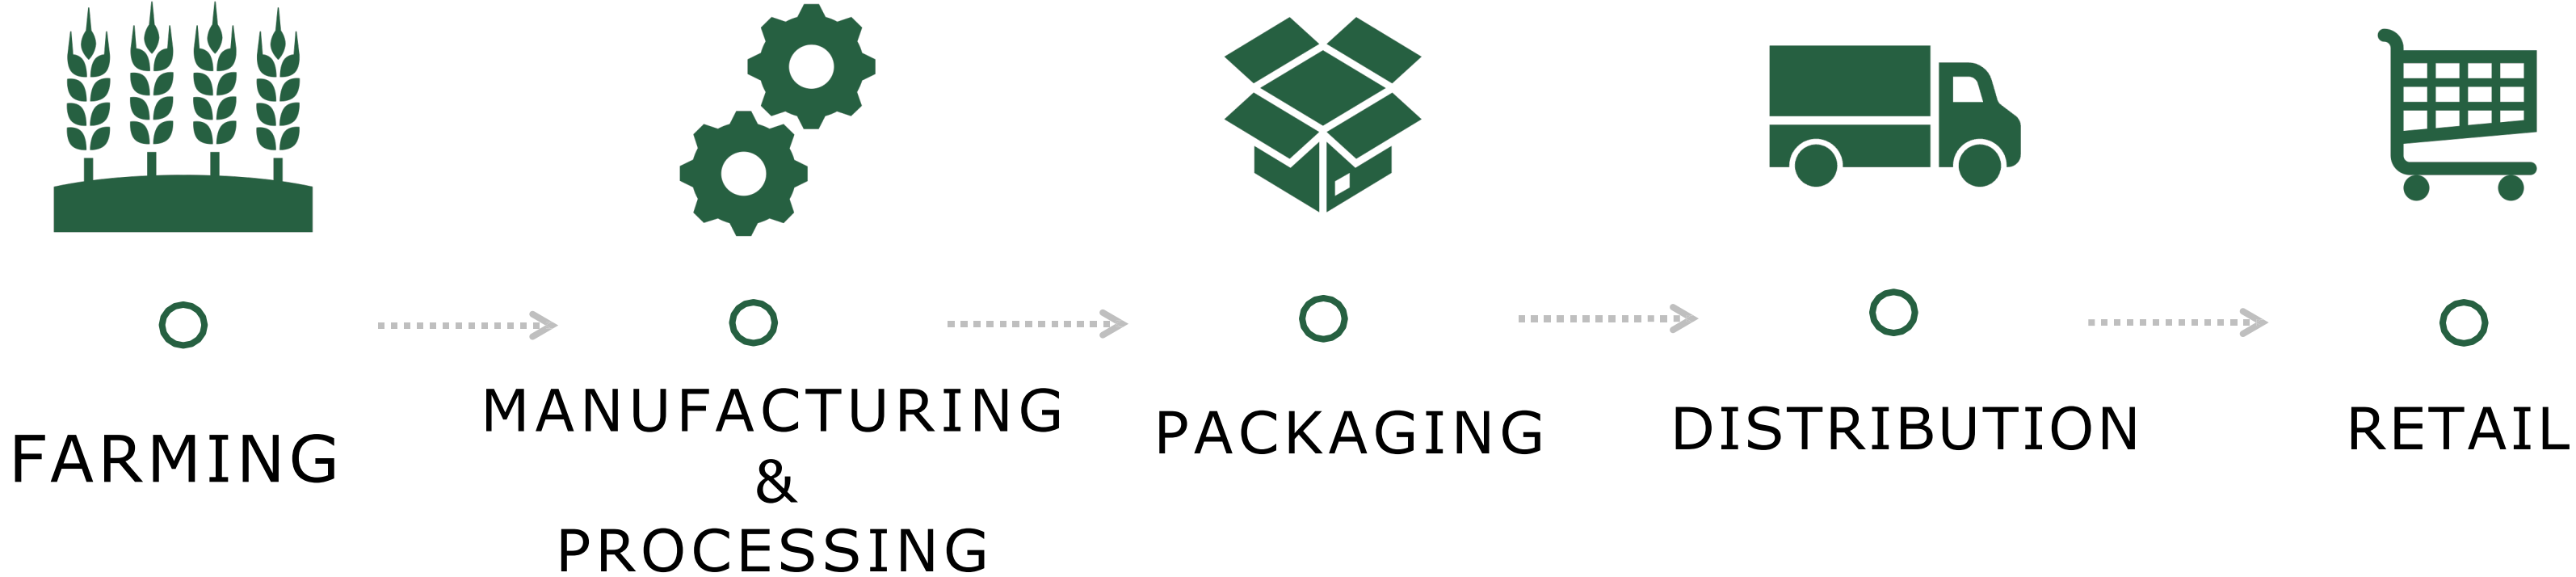 FARMING
MANUFACTURING
&
PROCESSING
PACKAGING
DISTRIBUTION
RETAIL